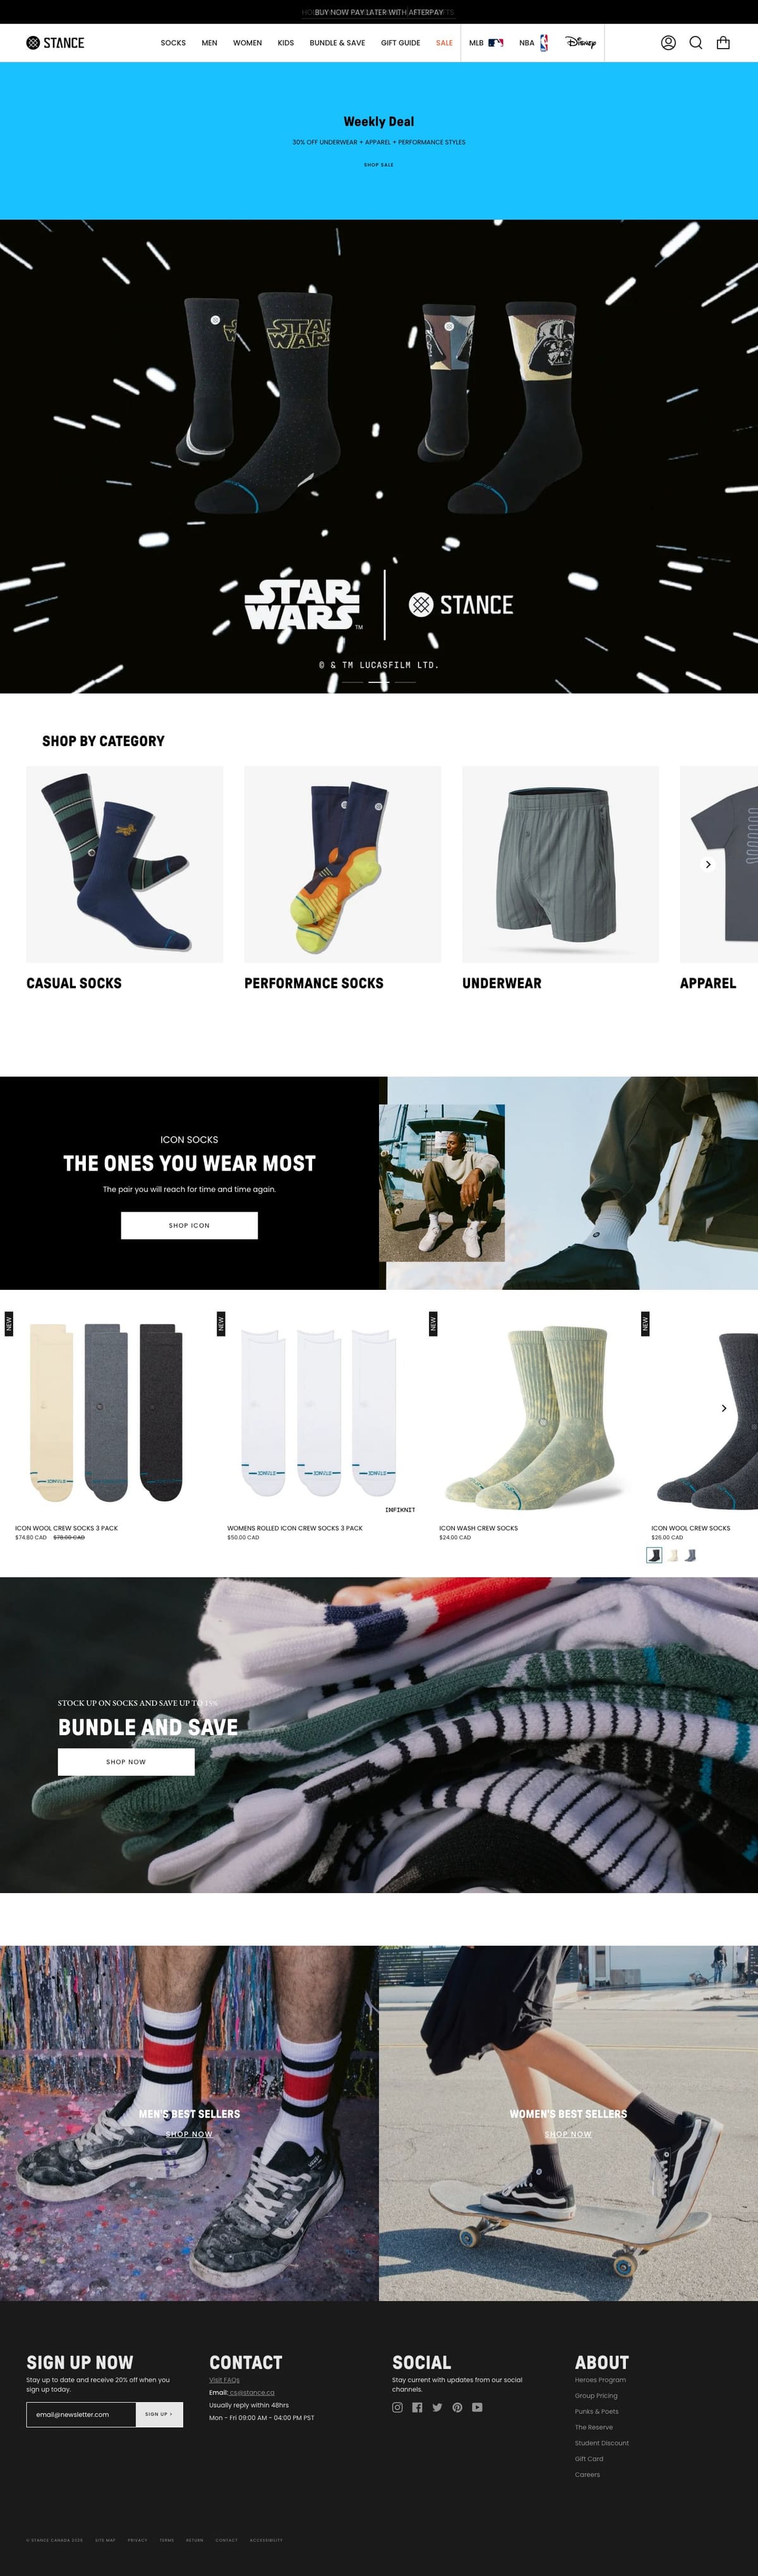 BUY NOW PAY LATER WITH AFTERPAY
STANCE
SOCKS MEN WOMEN KIDS BUNDLE & SAVE GIFT GUIDE SALE MLB NBA Disney
Weekly Deal
30% OFF UNDERWEAR + APPAREL + PERFORMANCE STYLES
SHOP SALE
STAR WARS TM STANCE
© & TM LUCASFILM LTD.
SHOP BY CATEGORY
CASUAL SOCKS
PERFORMANCE SOCKS
UNDERWEAR
APPAREL
ICON SOCKS
THE ONES YOU WEAR MOST
The pair you will reach for time and time again.
SHOP ICON
NEW
NEW
NEW
NEW
INFIKNIT
ICON WOOL CREW SOCKS 3 PACK
$74.80 CAD $78.00 CAD
WOMENS ROLLED ICON CREW SOCKS 3 PACK
$50.00 CAD
ICON WASH CREW SOCKS
$24.00 CAD
ICON WOOL CREW SOCKS
$26.00 CAD
STOCK UP ON SOCKS AND SAVE UP TO
BUNDLE AND SAVE
SHOP NOW
MEN'S BEST SELLERS
SHOP NOW
WOMEN'S BEST SELLERS
SHOP NOW
SIGN UP NOW
Stay up to date and receive 20% off when you
sign up today.
email@newsletter.com
SIGN UP >
CONTACT
Visit FAQs
Email: cs@stance.ca
Usually reply within 48hrs
Mon - Fri 09:00 AM - 04:00 PM PST
SOCIAL
Stay current with updates from our social
channels.
ABOUT
Heroes Program
Group Pricing
Punks & Poets
The Reserve
Student Discount
Gift Card
Careers
© STANCE CANADA SITE MAP PRIVACY TERMS RETURN CONTACT ACCESSIBILITY